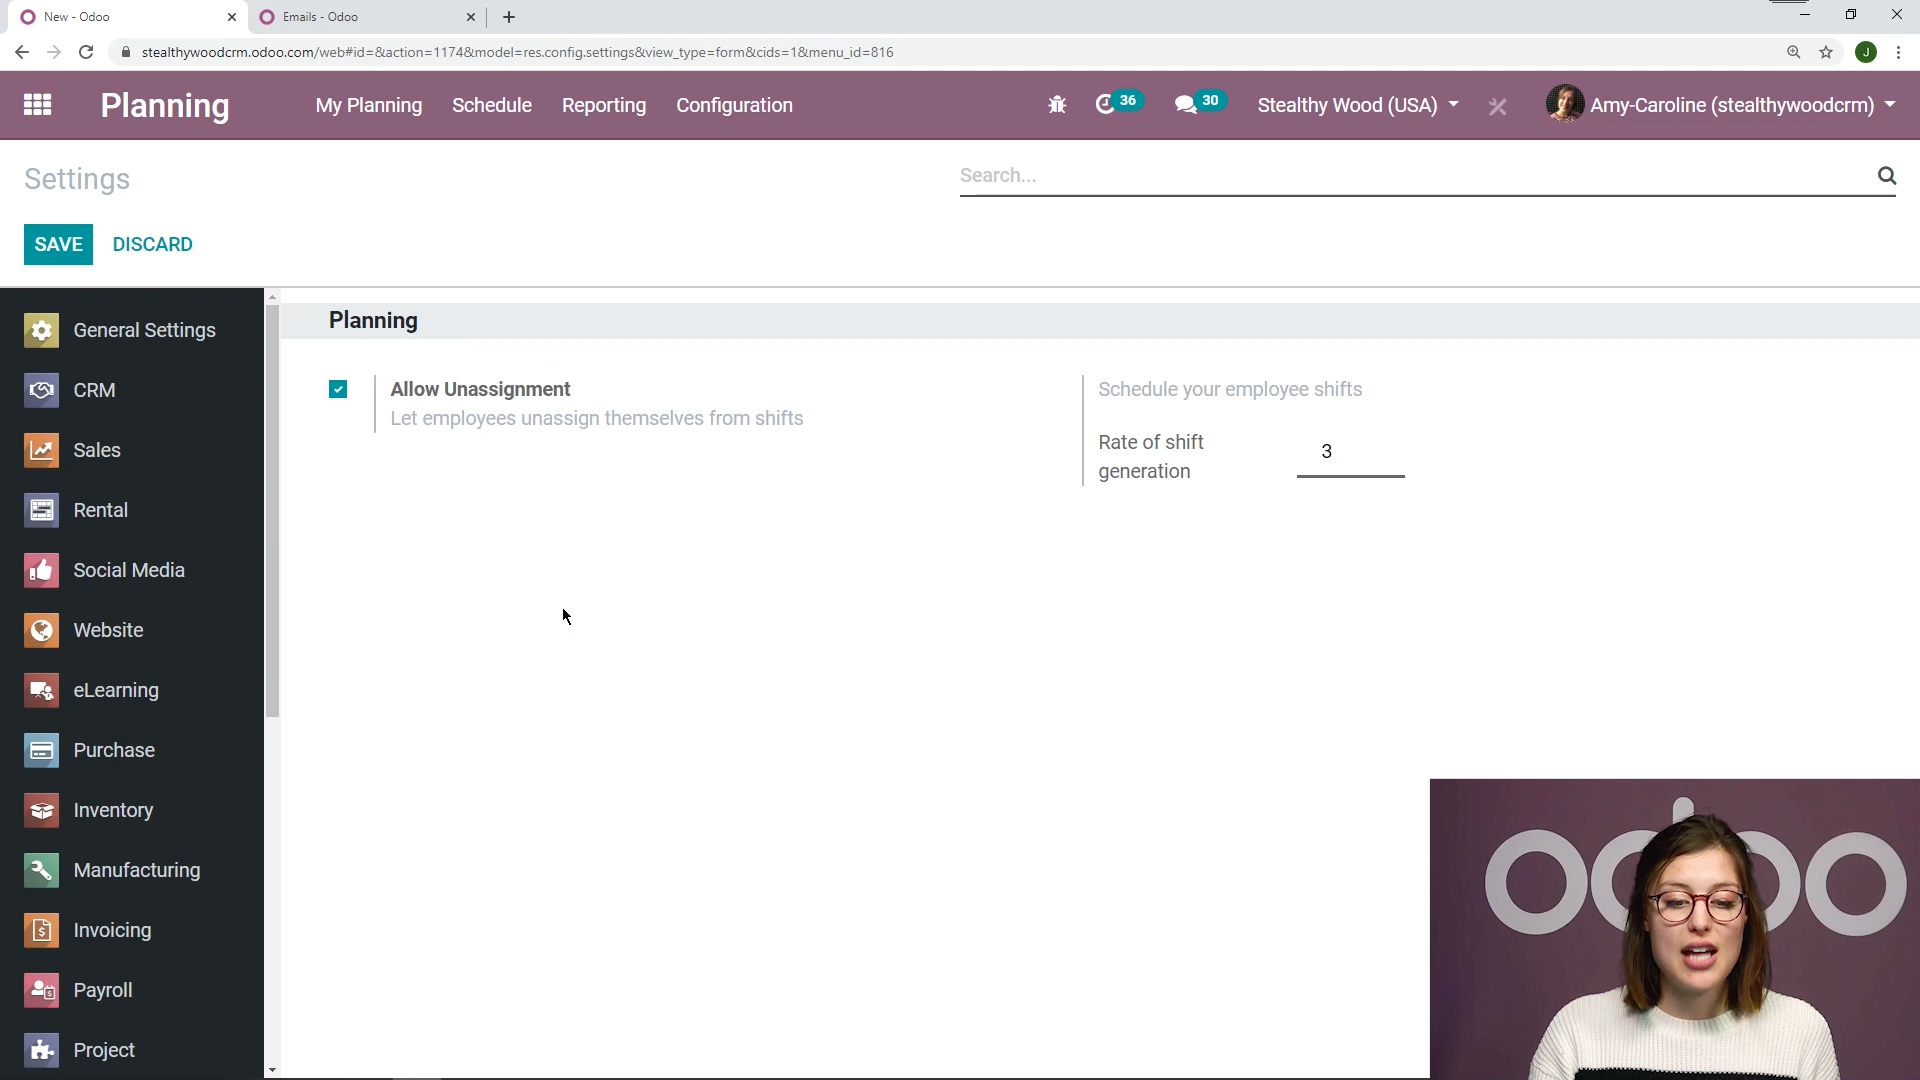 New - Odoo
Emails - Odoo
stealthywoodcrm.odoo.com/web#id=&action=1174&model=res.config.settings&view_type=form&cids=1&menu_id=816
J
Planning
My Planning
Schedule
Reporting
Configuration
36
30
Stealthy Wood (USA)
Amy-Caroline (stealthywoodcrm)
Settings
Search...
SAVE
DISCARD
General Settings
CRM
Sales
Rental
Social Media
Website
eLearning
Purchase
Inventory
Manufacturing
Invoicing
Payroll
Project
Planning
Allow Unassignment
Let employees unassign themselves from shifts
Schedule your employee shifts
Rate of shift
generation
3
odoo